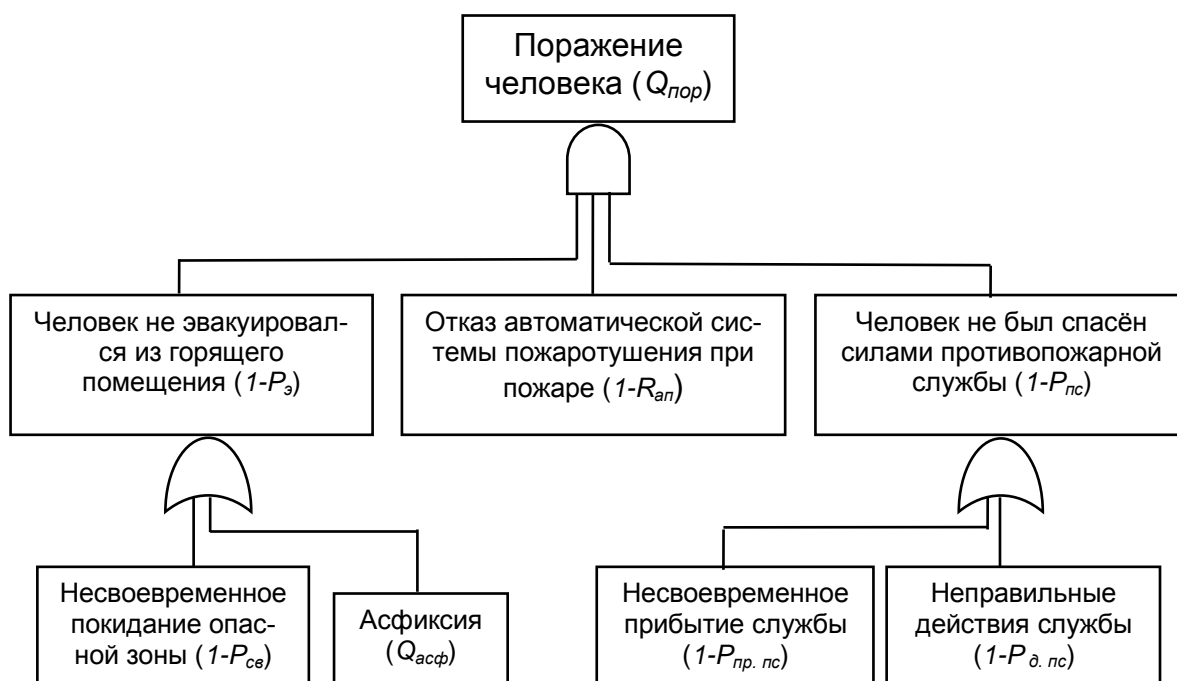 Поражение
человека (Qпор)
Человек не эвакуировал-
ся из горящего
помещения (1-Pэ)
Отказ автоматической сис-
темы пожаротушения при
пожаре (1-Rап)
Человек не был спасён
силами противопожарной
службы (1-Pпс)
Несвоевременное
покидание опас-
ной зоны (1-Pсв)
Асфиксия
(Qасф)
Несвоевременное
прибытие службы
(1-Pпр. пс)
Неправильные
действия службы
(1-Pд. пс)